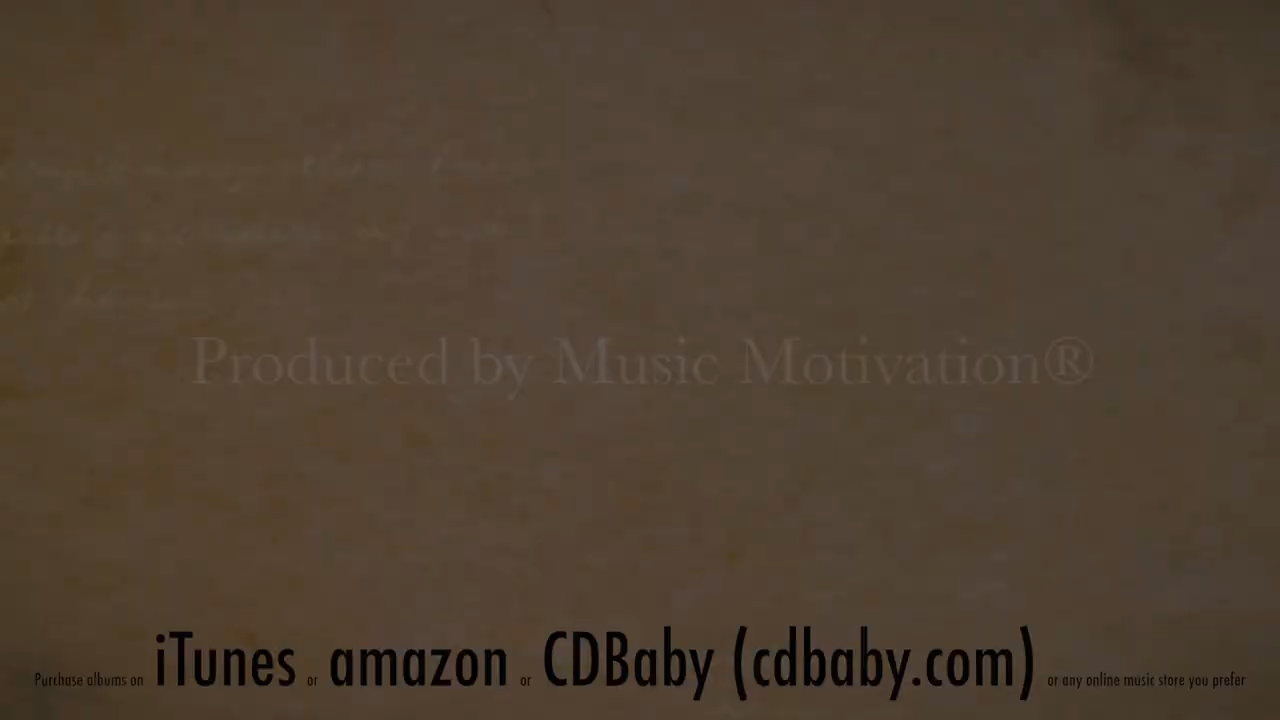 Produced by Music Motivation®
Purchase albums on iTunes or amazon or CDBaby (cdbaby.com) or any online music store you prefer